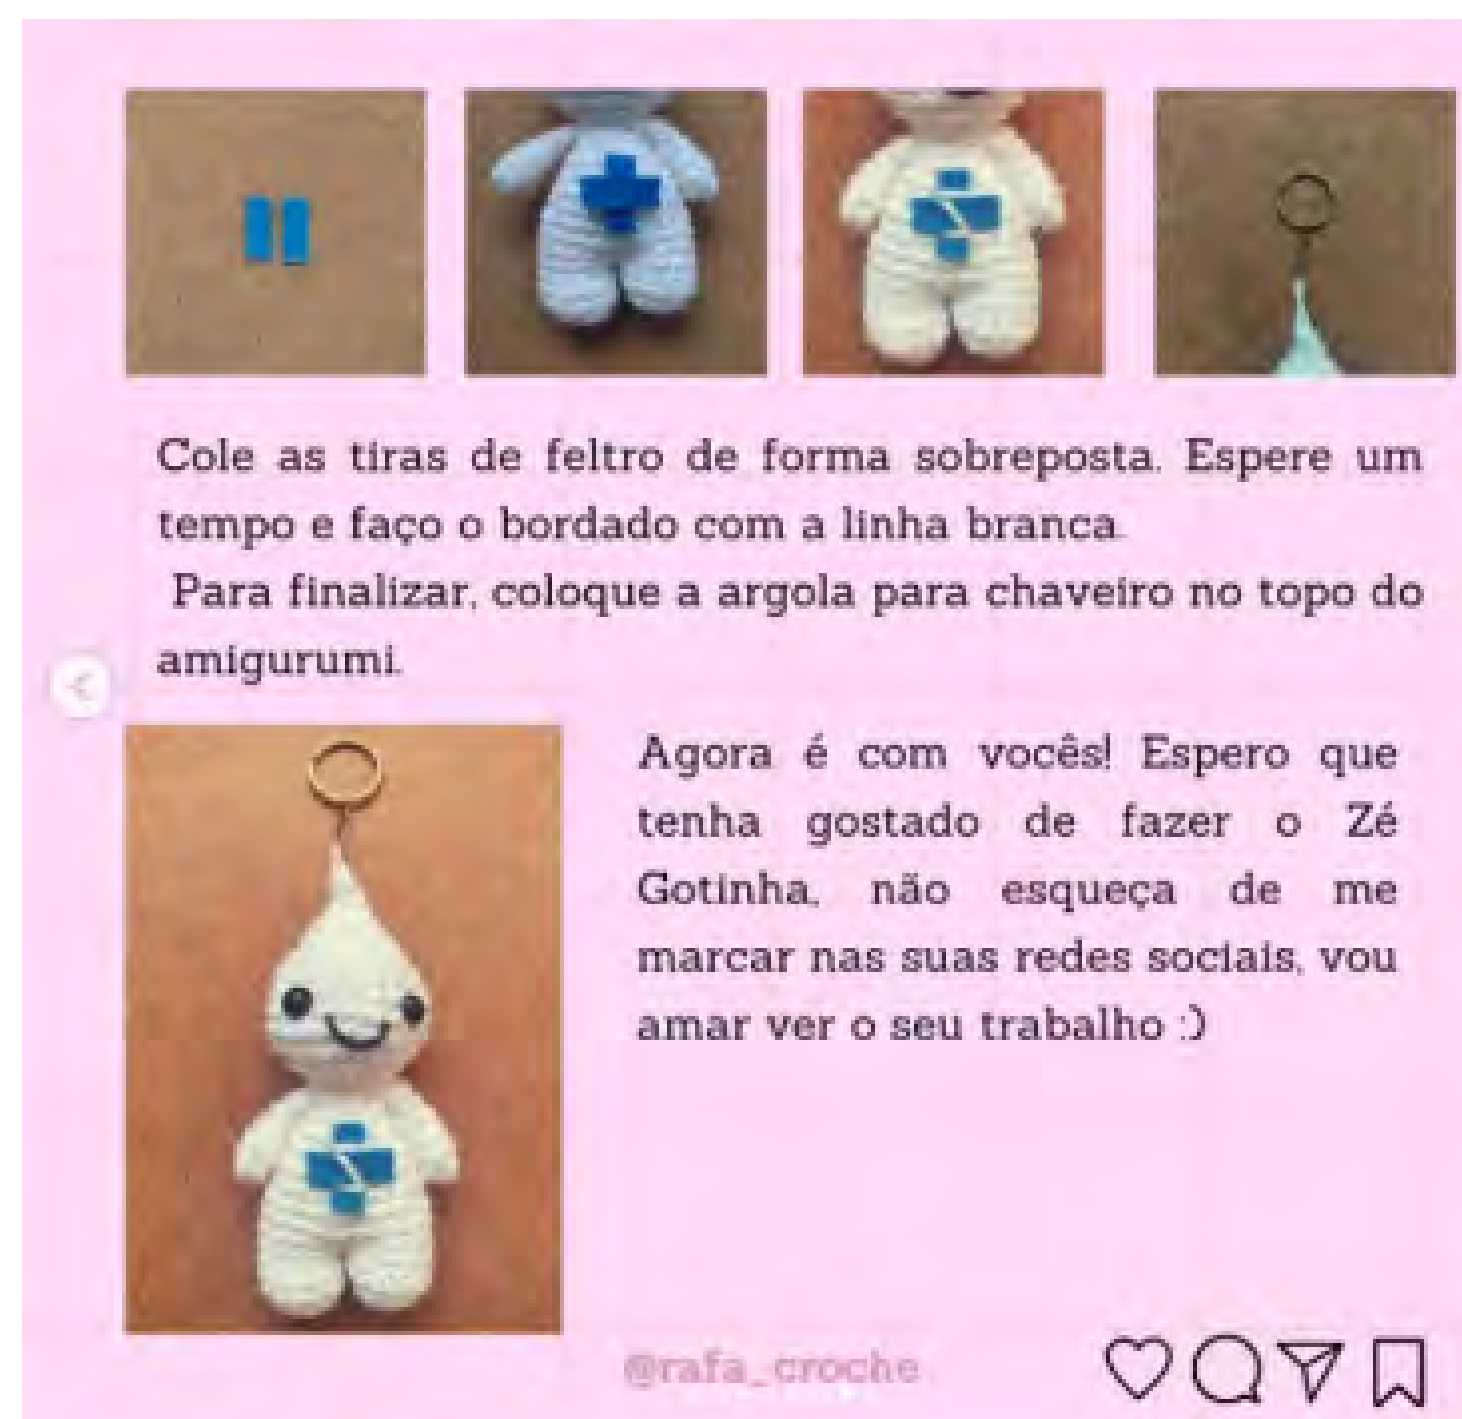 Cole as tiras de feltro de forma sobreposta. Espere um
tempo e faço o bordado com a linha branca.
Para finalizar, coloque a argola para chaveiro no topo do
amigurumi.
Agora é com vocês! Espero que
tenha gostado de fazer o Zé
Gotinha, não esqueça de me
marcar nas suas redes sociais, vou
amar ver o seu trabalho :)
@rafa_croche